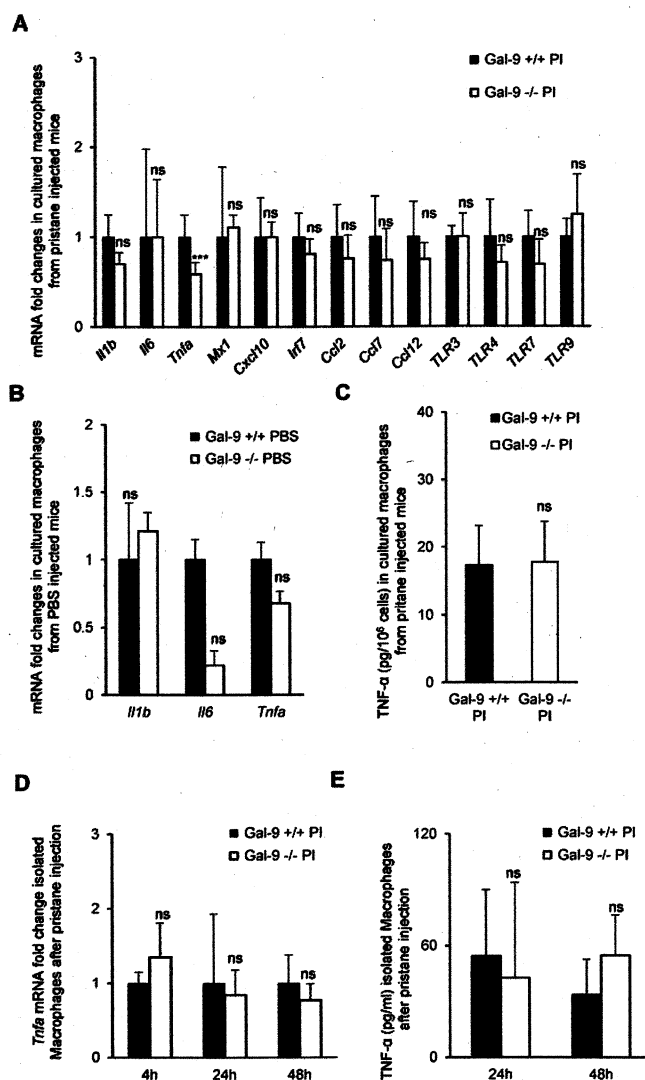 A
mRNA fold changes in cultured macrophages
from pristane injected mice
3
2
1
0
Gal-9 +/+ PI
Gal-9 -/- PI
ns
ns
***
ns
ns
ns
ns
ns
ns
ns
ns
ns
ns
Il1b
Il6
Tnfa
Mx1
Cxcl10
Irf7
Ccl2
Ccl7
Ccl12
TLR3
TLR4
TLR7
TLR9
B
mRNA fold changes in cultured macrophages
from PBS injected mice
2
1.5
1
0.5
0
Gal-9 +/+ PBS
Gal-9 -/- PBS
ns
ns
ns
Il1b
Il6
Tnfa
C
TNF-α (pg/10⁶ cells) in cultured macrophages
from pritane injected mice
40
30
20
10
0
Gal-9 +/+ PI
Gal-9 -/- PI
ns
Gal-9 +/+
PI
Gal-9 -/-
PI
D
Tnfa mRNA fold change isolated
Macrophages after pristane injection
3
2
1
0
Gal-9 +/+ PI
Gal-9 -/- PI
ns
ns
ns
4h
24h
48h
E
TNF-α (pg/ml) isolated Macrophages
after pristane injection
120
60
0
Gal-9 +/+ PI
Gal-9 -/- PI
ns
ns
24h
48h